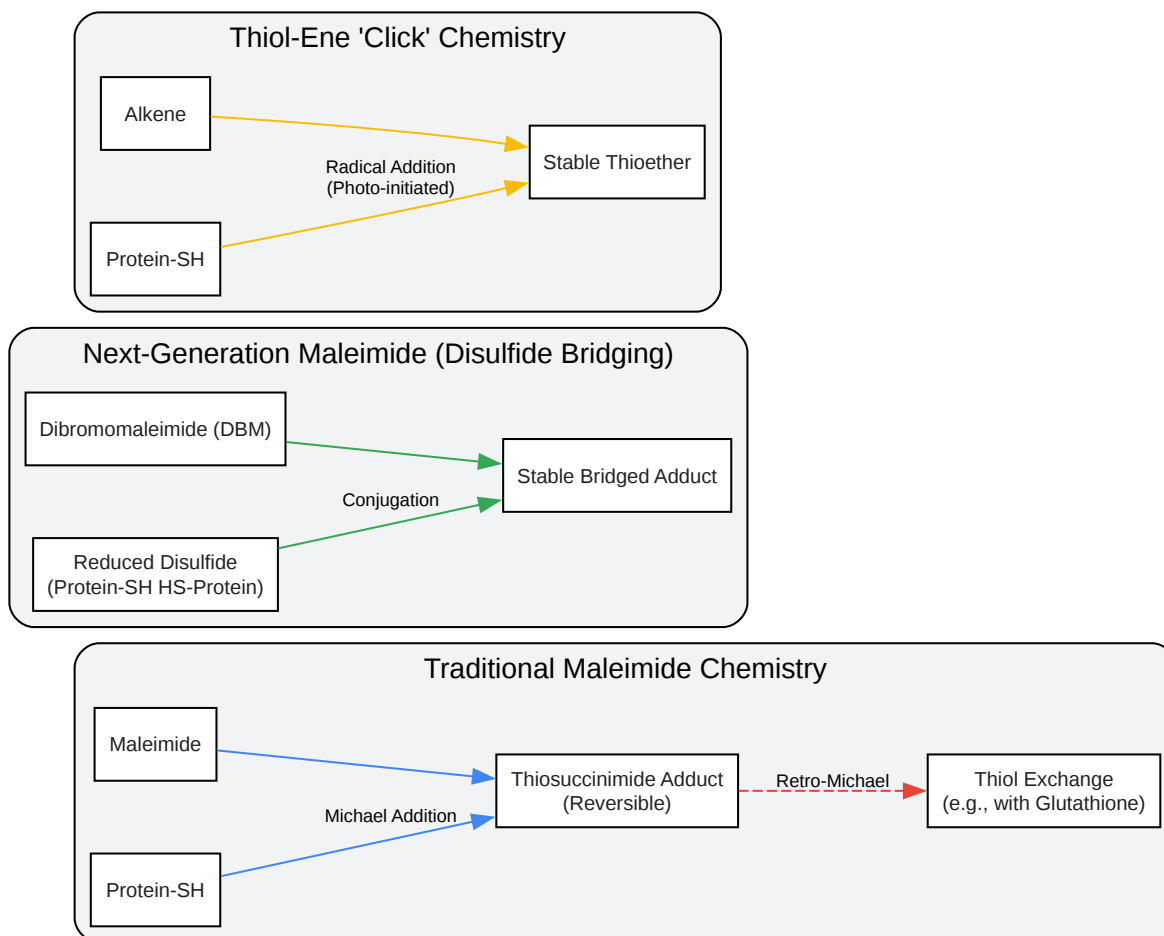 Thiol-Ene 'Click' Chemistry
Alkene
Radical Addition
(Photo-initiated)
Stable Thioether
Protein-SH
Next-Generation Maleimide (Disulfide Bridging)
Dibromomaleimide (DBM)
Conjugation
Stable Bridged Adduct
Reduced Disulfide
(Protein-SH HS-Protein)
Traditional Maleimide Chemistry
Maleimide
Michael Addition
Thiosuccinimide Adduct
(Reversible)
Retro-Michael
Thiol Exchange
(e.g., with Glutathione)
Protein-SH